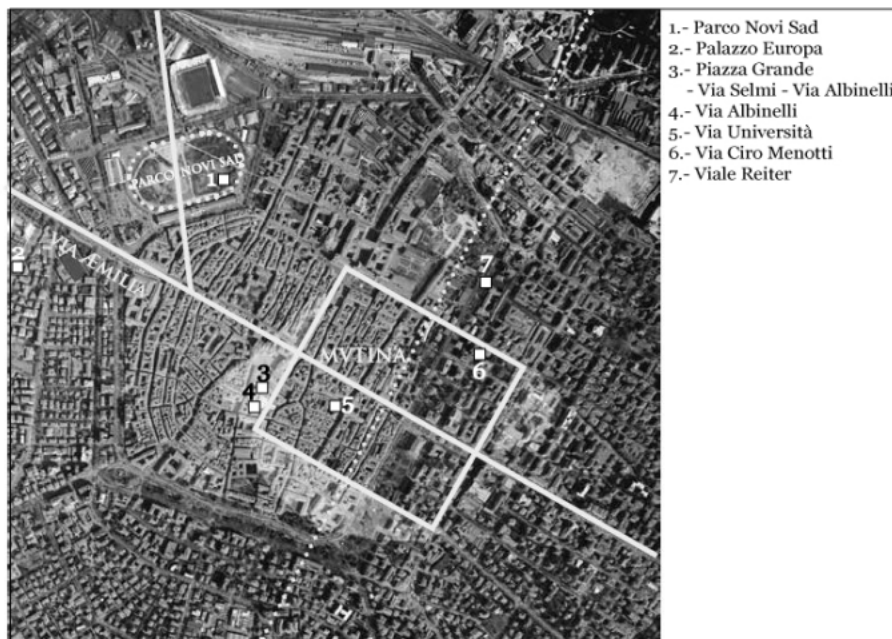 1.- Parco Novi Sad
2.- Palazzo Europa
3.- Piazza Grande
- Via Selmi - Via Albinelli
4.- Via Albinelli
5.- Via Università
6.- Via Ciro Menotti
7.- Viale Reiter
PARCO NOVI SAD
1
2
VIA ÆMILIA
7
MVTINA
6
3
4
5